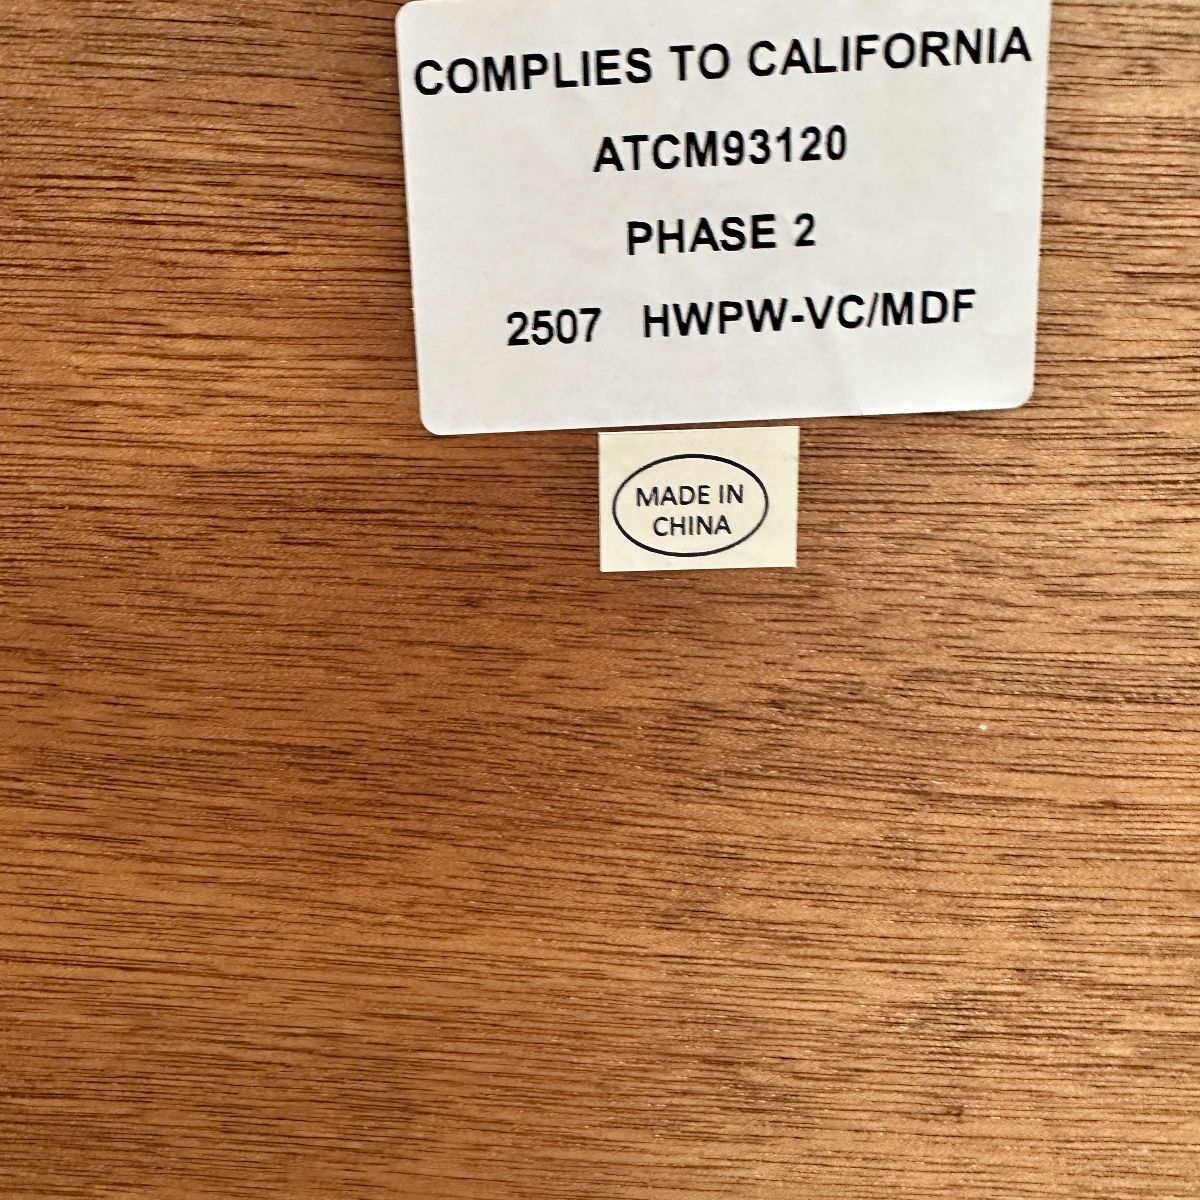 COMPLIES TO CALIFORNIA
ATCM93120
PHASE 2
2507 HWPW-VC/MDF
MADE IN
CHINA